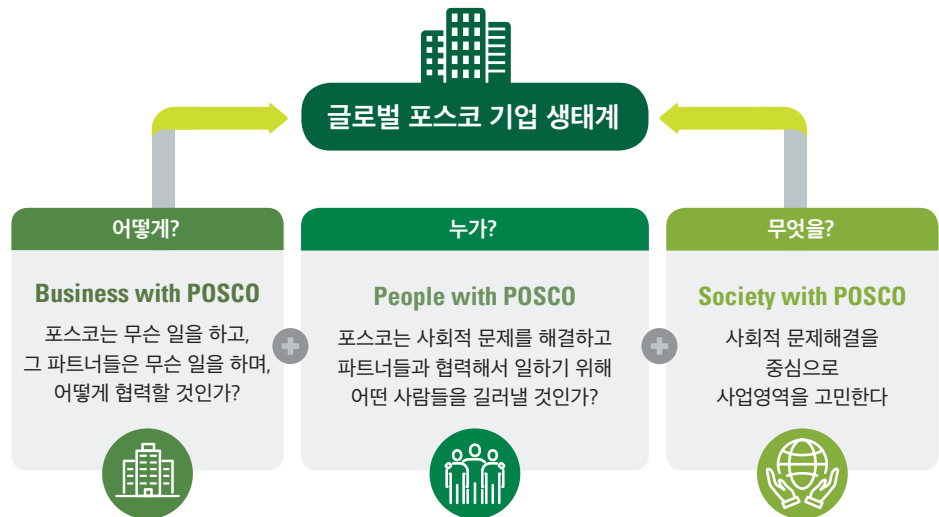 글로벌 포스코 기업 생태계
어떻게?
Business with POSCO
포스코는 무슨 일을 하고,
그 파트너들은 무슨 일을 하며,
어떻게 협력할 것인가?
누가?
People with POSCO
포스코는 사회적 문제를 해결하고
파트너들과 협력해서 일하기 위해
어떤 사람들을 길러낼 것인가?
무엇을?
Society with POSCO
사회적 문제해결을
중심으로
사업영역을 고민한다